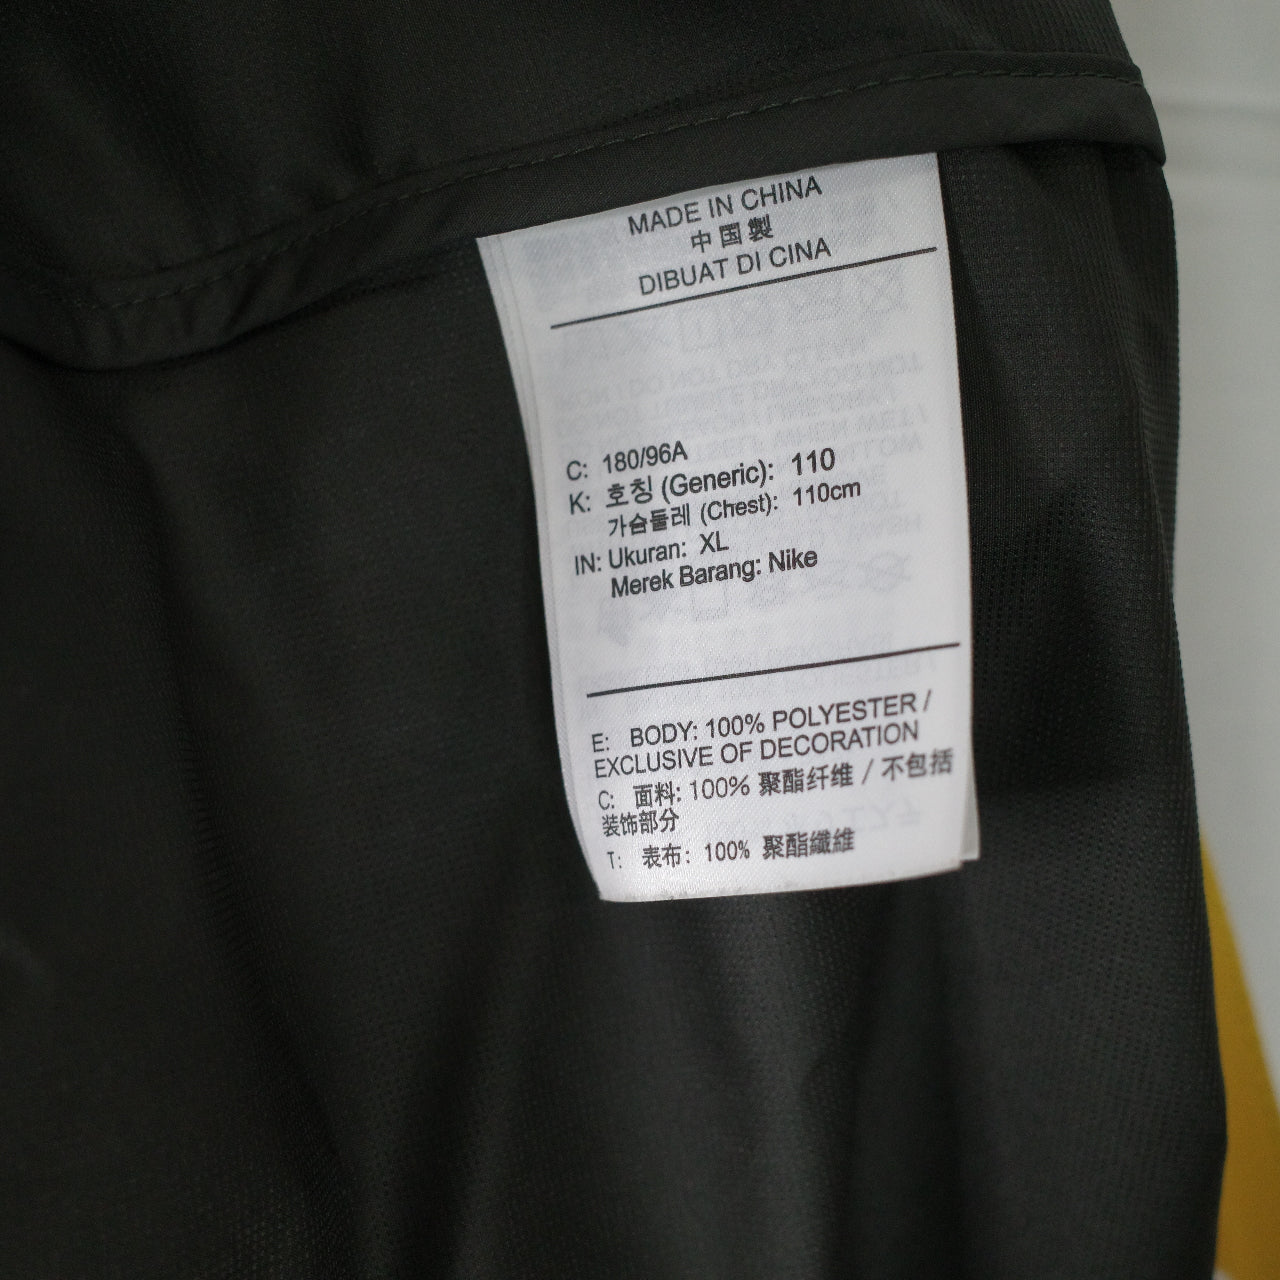 MADE IN CHINA
中国製
DIBUAT DI CINA
C: 180/96A
K: 호칭 (Generic): 110
가슴둘레 (Chest): 110cm
IN: Ukuran: XL
Merek Barang: Nike
E: BODY: 100% POLYESTER /
EXCLUSIVE OF DECORATION
C: 面料: 100% 聚酯纤维 / 不包括
装饰部分
T: 表布: 100% 聚酯纖維